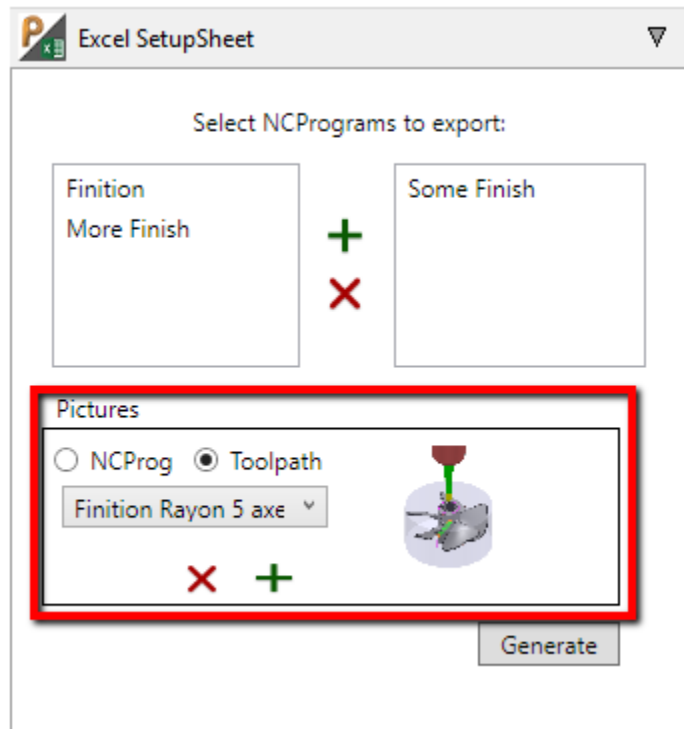 Excel SetupSheet
Select NCPrograms to export:
Finition
More Finish
Some Finish
Pictures
NCProg Toolpath
Finition Rayon 5 axe
Generate